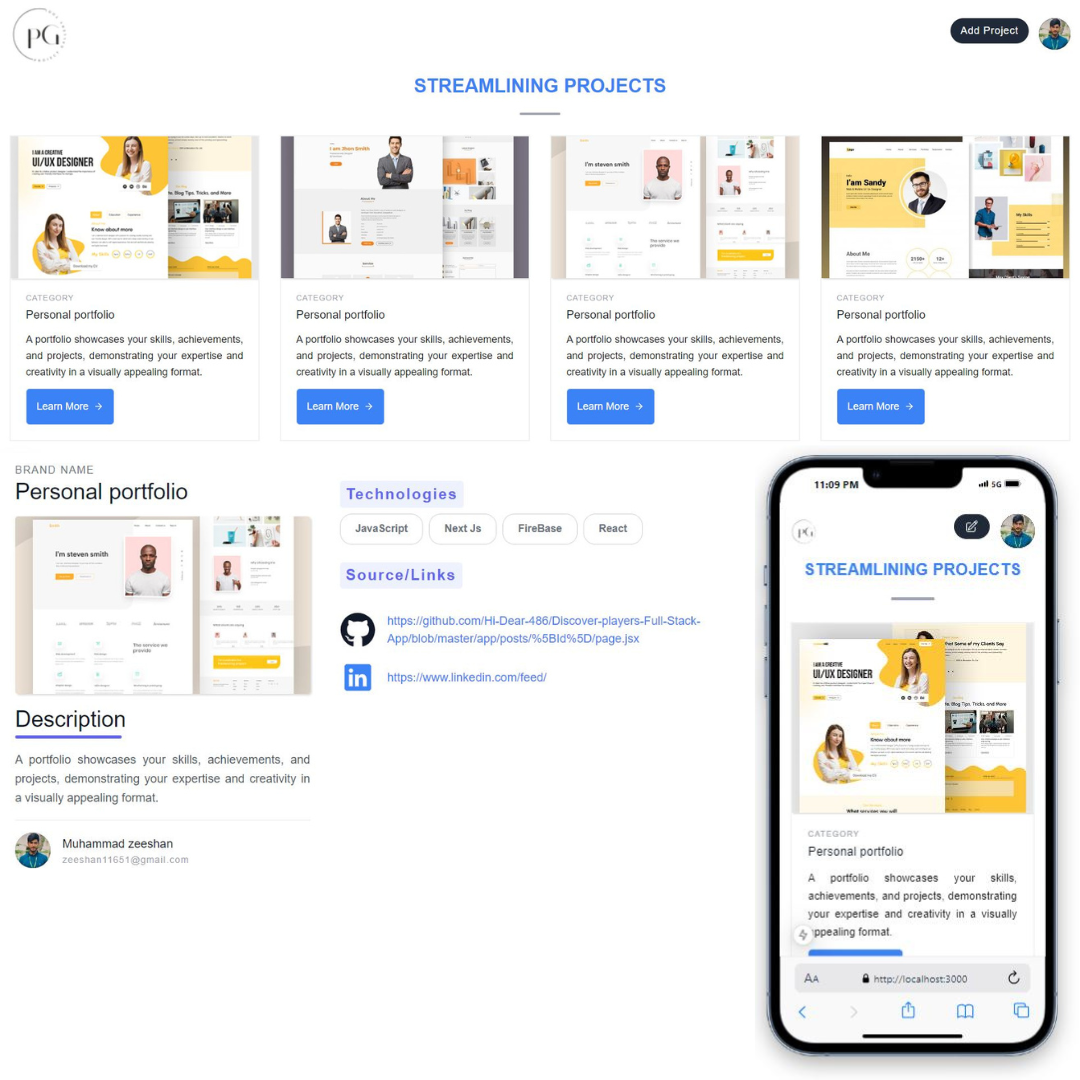 PG
Add Project
STREAMLINING PROJECTS
I AM A CREATIVE
UI/UX DESIGNER
Know about more
I am Jhon Smith
I'm steven smith
The service we
provide
I'am Sandy
My Skills
About Me
2150+
12+
CATEGORY
Personal portfolio
A portfolio showcases your skills, achievements,
and projects, demonstrating your expertise and
creativity in a visually appealing format.
Learn More →
CATEGORY
Personal portfolio
A portfolio showcases your skills, achievements,
and projects, demonstrating your expertise and
creativity in a visually appealing format.
Learn More →
CATEGORY
Personal portfolio
A portfolio showcases your skills, achievements,
and projects, demonstrating your expertise and
creativity in a visually appealing format.
Learn More →
CATEGORY
Personal portfolio
A portfolio showcases your skills, achievements,
and projects, demonstrating your expertise and
creativity in a visually appealing format.
Learn More →
BRAND NAME
Personal portfolio
I'm steven smith
The service we
provide
Description
A portfolio showcases your skills, achievements, and
projects, demonstrating your expertise and creativity in
a visually appealing format.
Muhammad zeeshan
zeeshan11651@gmail.com
Technologies
JavaScript
Next Js
FireBase
React
Source/Links
https://github.com/Hi-Dear-486/Discover-players-Full-Stack-
App/blob/master/app/posts/%5BId%5D/page.jsx
https://www.linkedin.com/feed/
11:09 PM
5G
PG
STREAMLINING PROJECTS
I AM A CREATIVE
UI/UX DESIGNER
Know about more
What services you will
CATEGORY
Personal portfolio
A portfolio showcases your skills,
achievements, and projects, demonstrating
your expertise and creativity in a visually
appealing format.
AA
http://localhost:3000